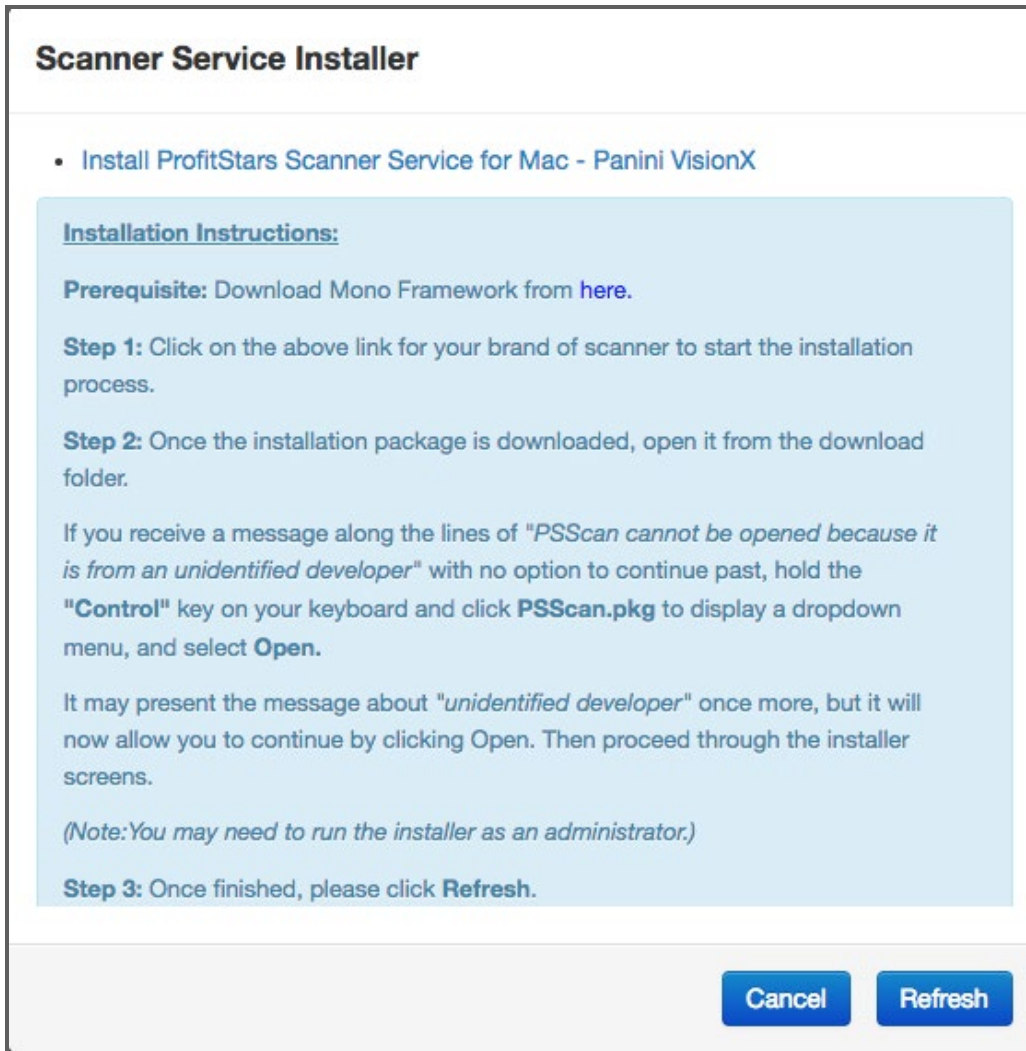 Scanner Service Installer
• Install ProfitStars Scanner Service for Mac - Panini VisionX
Installation Instructions:
Prerequisite: Download Mono Framework from here.
Step 1: Click on the above link for your brand of scanner to start the installation
process.
Step 2: Once the installation package is downloaded, open it from the download
folder.
If you receive a message along the lines of "PSScan cannot be opened because it
is from an unidentified developer" with no option to continue past, hold the
"Control" key on your keyboard and click PSScan.pkg to display a dropdown
menu, and select Open.
It may present the message about "unidentified developer" once more, but it will
now allow you to continue by clicking Open. Then proceed through the installer
screens.
(Note:You may need to run the installer as an administrator.)
Step 3: Once finished, please click Refresh.
Cancel Refresh